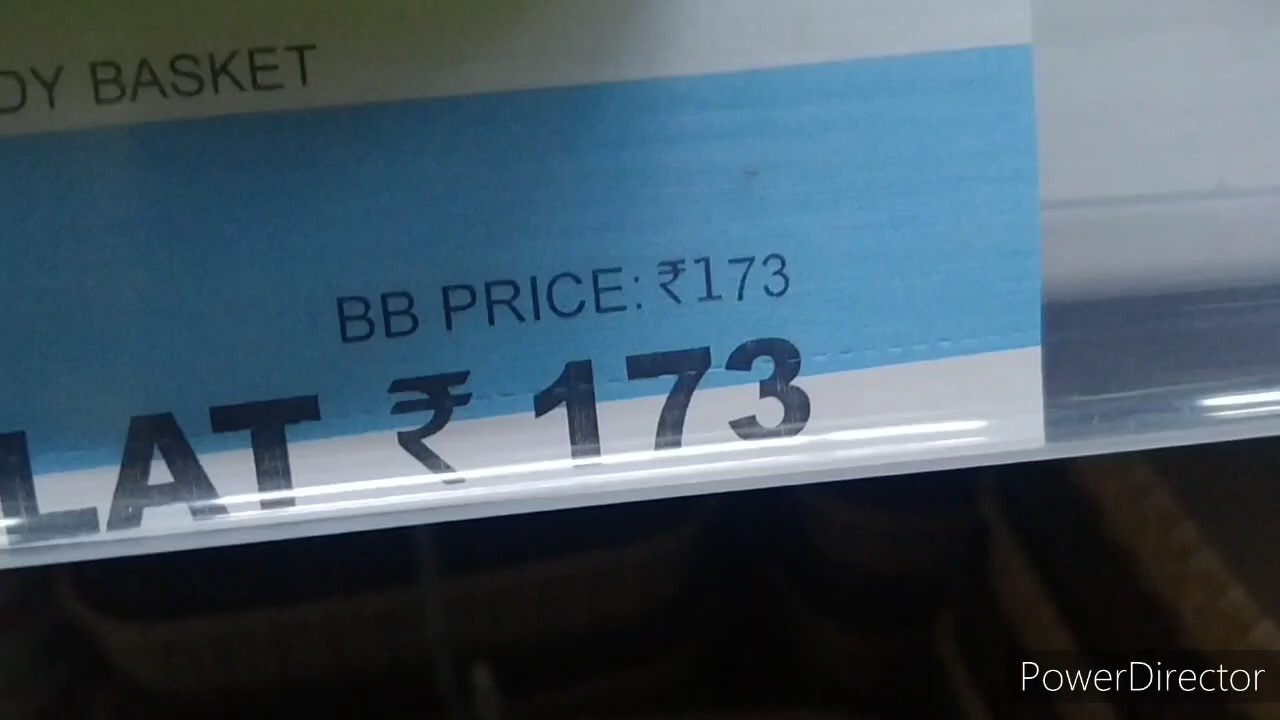 DY BASKET
BB PRICE: ₹173
LAT ₹ 173
PowerDirector